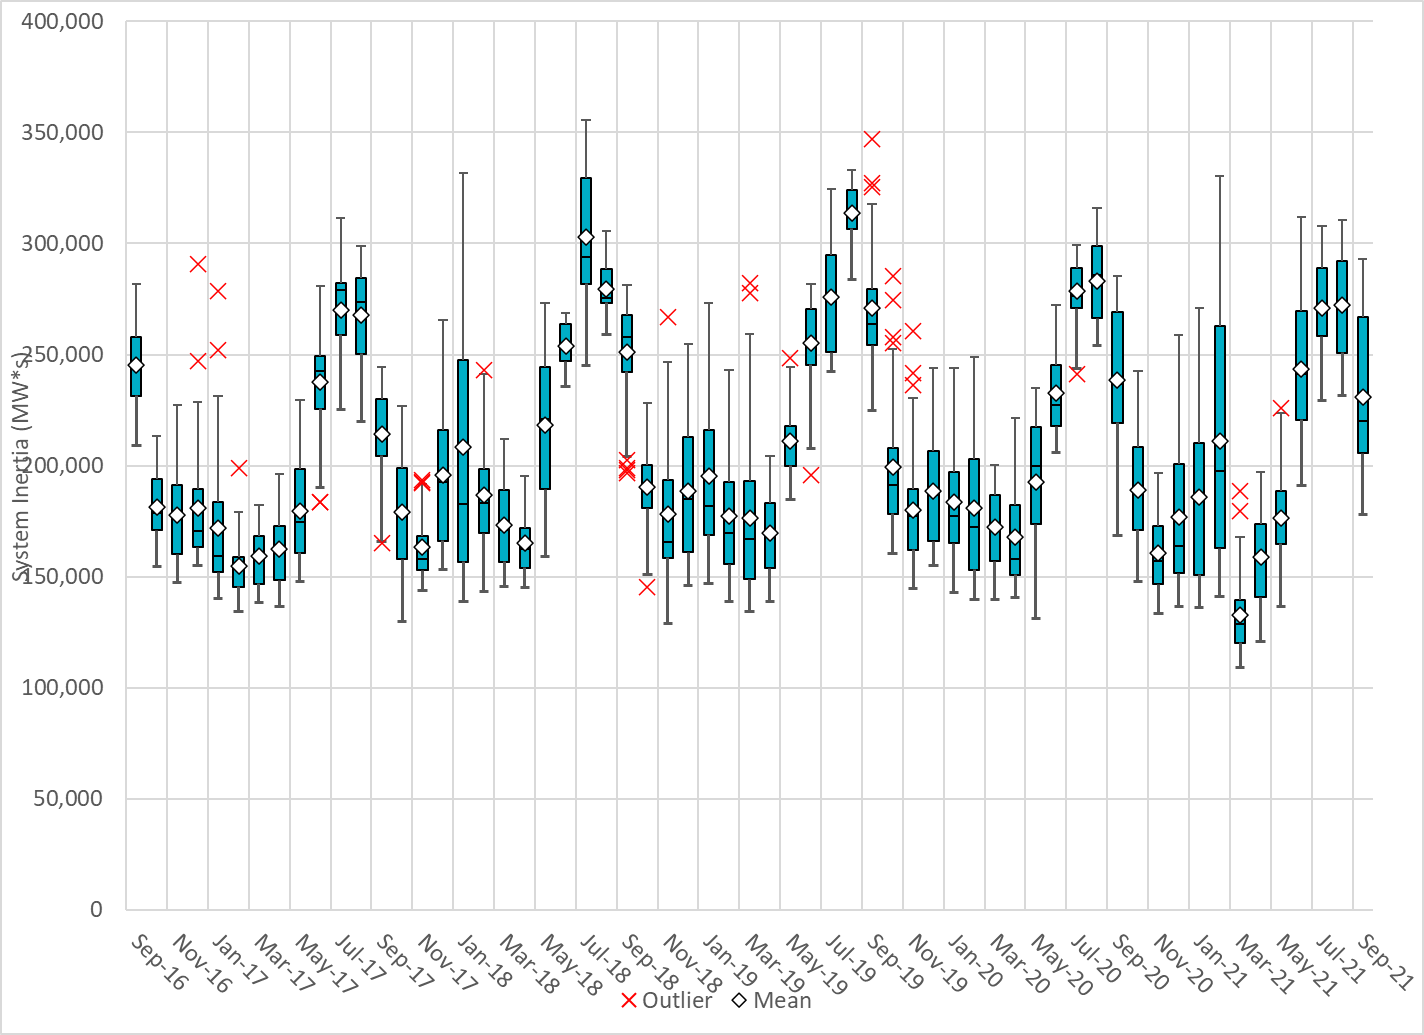 400,000
350,000
300,000
250,000
200,000
150,000
100,000
50,000
0
System Inertia (MW*s)
Sep-16
Nov-16
Jan-17
Mar-17
May-17
Jul-17
Sep-17
Nov-17
Jan-18
Mar-18
May-18
Jul-18
Sep-18
Nov-18
Jan-19
Mar-19
May-19
Jul-19
Sep-19
Nov-19
Jan-20
Mar-20
May-20
Jul-20
Sep-20
Nov-20
Jan-21
Mar-21
May-21
Jul-21
Sep-21
Outlier Mean